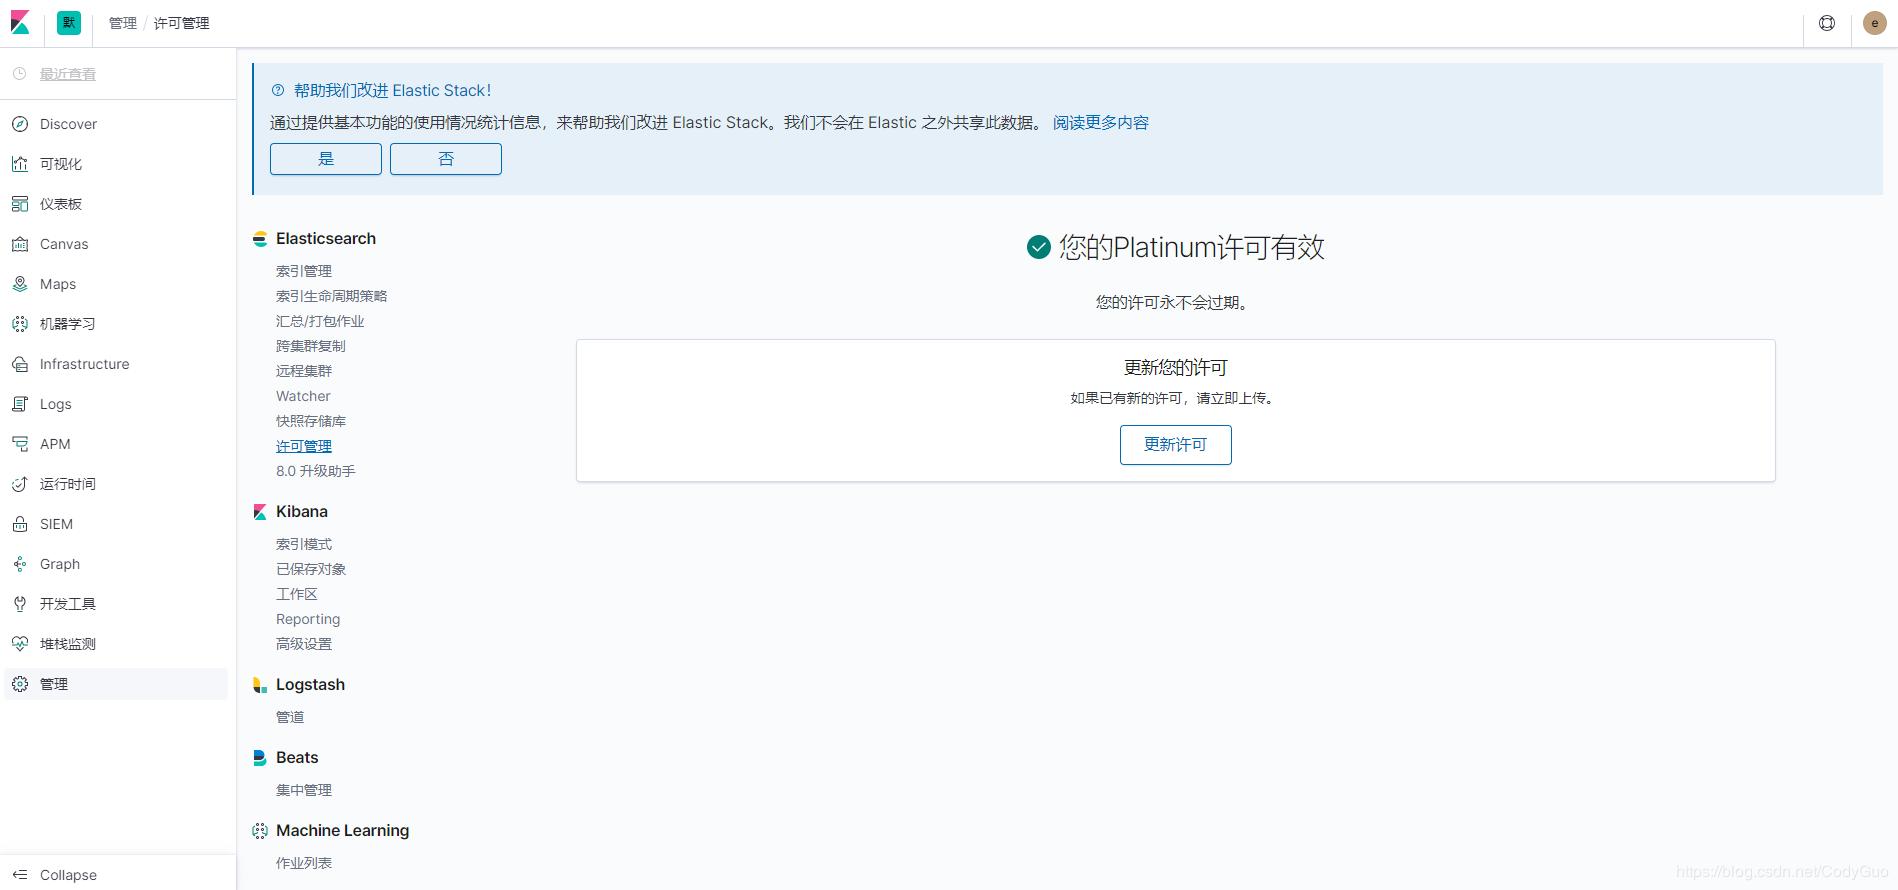 默 管理 / 许可管理 e
最近查看
Discover
可视化
仪表板
Canvas
Maps
机器学习
Infrastructure
Logs
APM
运行时间
SIEM
Graph
开发工具
堆栈监测
管理
Collapse
帮助我们改进 Elastic Stack！
通过提供基本功能的使用情况统计信息，来帮助我们改进 Elastic Stack。我们不会在 Elastic 之外共享此数据。 阅读更多内容
是 否
Elasticsearch
索引管理
索引生命周期策略
汇总/打包作业
跨集群复制
远程集群
Watcher
快照存储库
许可管理
8.0 升级助手
Kibana
索引模式
已保存对象
工作区
Reporting
高级设置
Logstash
管道
Beats
集中管理
Machine Learning
作业列表
您的Platinum许可有效
您的许可永不会过期。
更新您的许可
如果已有新的许可，请立即上传。
更新许可
https://blog.csdn.net/CodyGuo